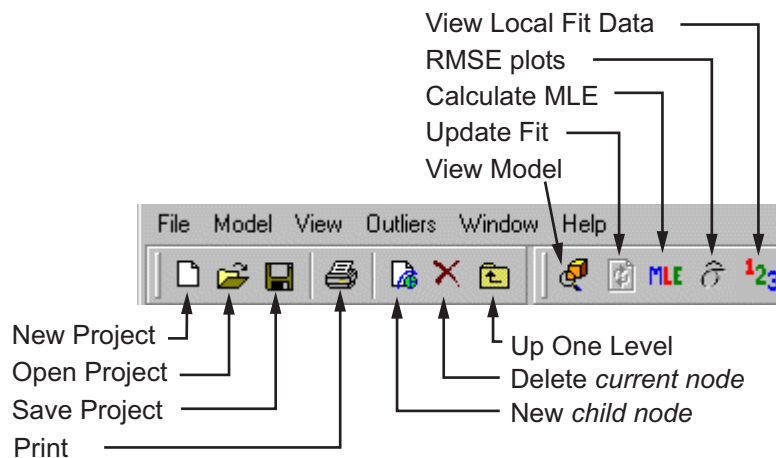 View Local Fit Data
RMSE plots
Calculate MLE
Update Fit
View Model
File Model View Outliers Window Help
MLE σ̂ 123
New Project
Open Project
Save Project
Print
Up One Level
Delete current node
New child node